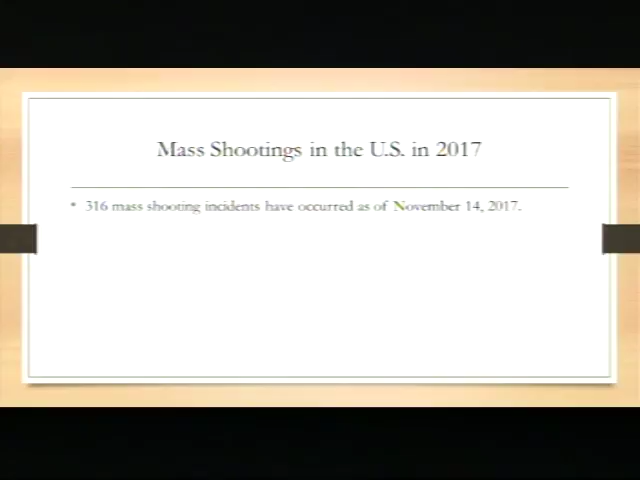 Mass Shootings in the U.S. in 2017
• 316 mass shooting incidents have occurred as of November 14, 2017.